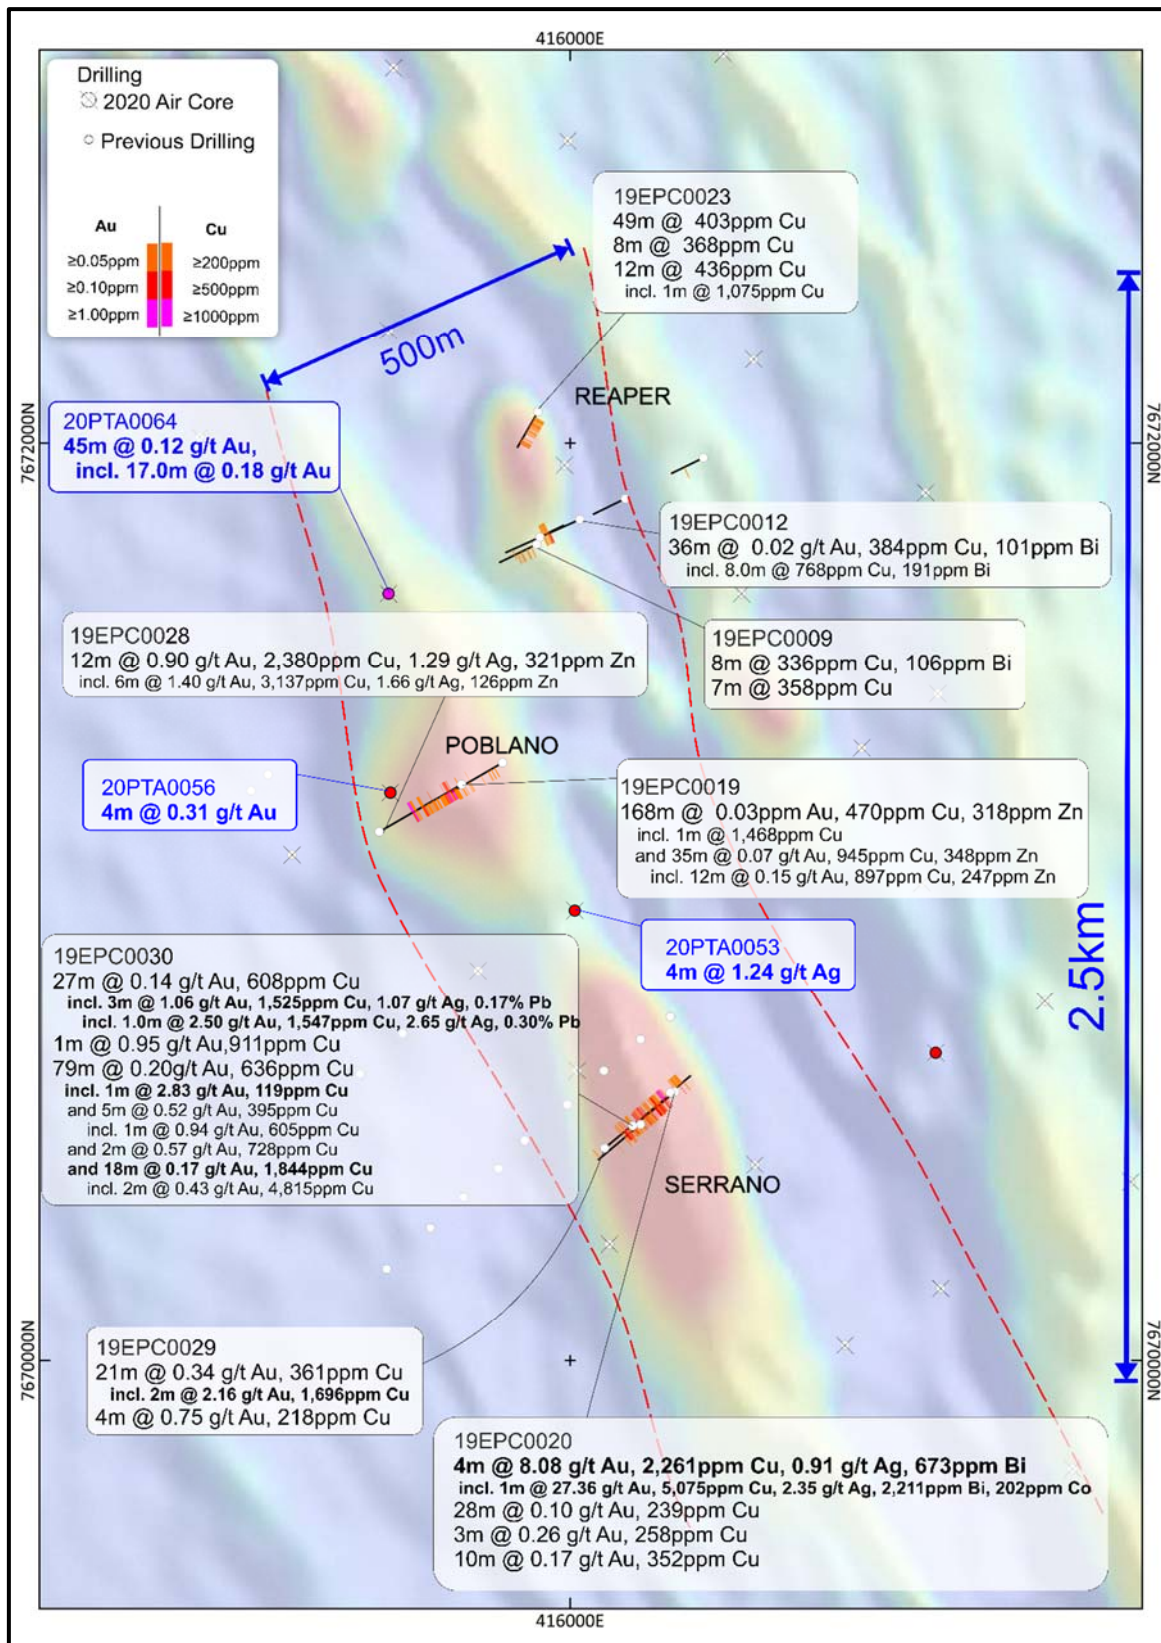 416000E
Drilling
2020 Air Core
Previous Drilling
Au Cu
≥0.05ppm ≥200ppm
≥0.10ppm ≥500ppm
≥1.00ppm ≥1000ppm
19EPC0023
49m @ 403ppm Cu
8m @ 368ppm Cu
12m @ 436ppm Cu
incl. 1m @ 1,075ppm Cu
500m
REAPER
7672000N
7672000N
20PTA0064
45m @ 0.12 g/t Au,
incl. 17.0m @ 0.18 g/t Au
19EPC0012
36m @ 0.02 g/t Au, 384ppm Cu, 101ppm Bi
incl. 8.0m @ 768ppm Cu, 191ppm Bi
19EPC0028
12m @ 0.90 g/t Au, 2,380ppm Cu, 1.29 g/t Ag, 321ppm Zn
incl. 6m @ 1.40 g/t Au, 3,137ppm Cu, 1.66 g/t Ag, 126ppm Zn
19EPC0009
8m @ 336ppm Cu, 106ppm Bi
7m @ 358ppm Cu
POBLANO
20PTA0056
4m @ 0.31 g/t Au
19EPC0019
168m @ 0.03ppm Au, 470ppm Cu, 318ppm Zn
incl. 1m @ 1,468ppm Cu
and 35m @ 0.07 g/t Au, 945ppm Cu, 348ppm Zn
incl. 12m @ 0.15 g/t Au, 897ppm Cu, 247ppm Zn
2.5km
20PTA0053
4m @ 1.24 g/t Ag
19EPC0030
27m @ 0.14 g/t Au, 608ppm Cu
incl. 3m @ 1.06 g/t Au, 1,525ppm Cu, 1.07 g/t Ag, 0.17% Pb
incl. 1.0m @ 2.50 g/t Au, 1,547ppm Cu, 2.65 g/t Ag, 0.30% Pb
1m @ 0.95 g/t Au,911ppm Cu
79m @ 0.20g/t Au, 636ppm Cu
incl. 1m @ 2.83 g/t Au, 119ppm Cu
and 5m @ 0.52 g/t Au, 395ppm Cu
incl. 1m @ 0.94 g/t Au, 605ppm Cu
and 2m @ 0.57 g/t Au, 728ppm Cu
and 18m @ 0.17 g/t Au, 1,844ppm Cu
incl. 2m @ 0.43 g/t Au, 4,815ppm Cu
SERRANO
19EPC0029
21m @ 0.34 g/t Au, 361ppm Cu
incl. 2m @ 2.16 g/t Au, 1,696ppm Cu
4m @ 0.75 g/t Au, 218ppm Cu
7670000N
7670000N
19EPC0020
4m @ 8.08 g/t Au, 2,261ppm Cu, 0.91 g/t Ag, 673ppm Bi
incl. 1m @ 27.36 g/t Au, 5,075ppm Cu, 2.35 g/t Ag, 2,211ppm Bi, 202ppm Co
28m @ 0.10 g/t Au, 239ppm Cu
3m @ 0.26 g/t Au, 258ppm Cu
10m @ 0.17 g/t Au, 352ppm Cu
416000E